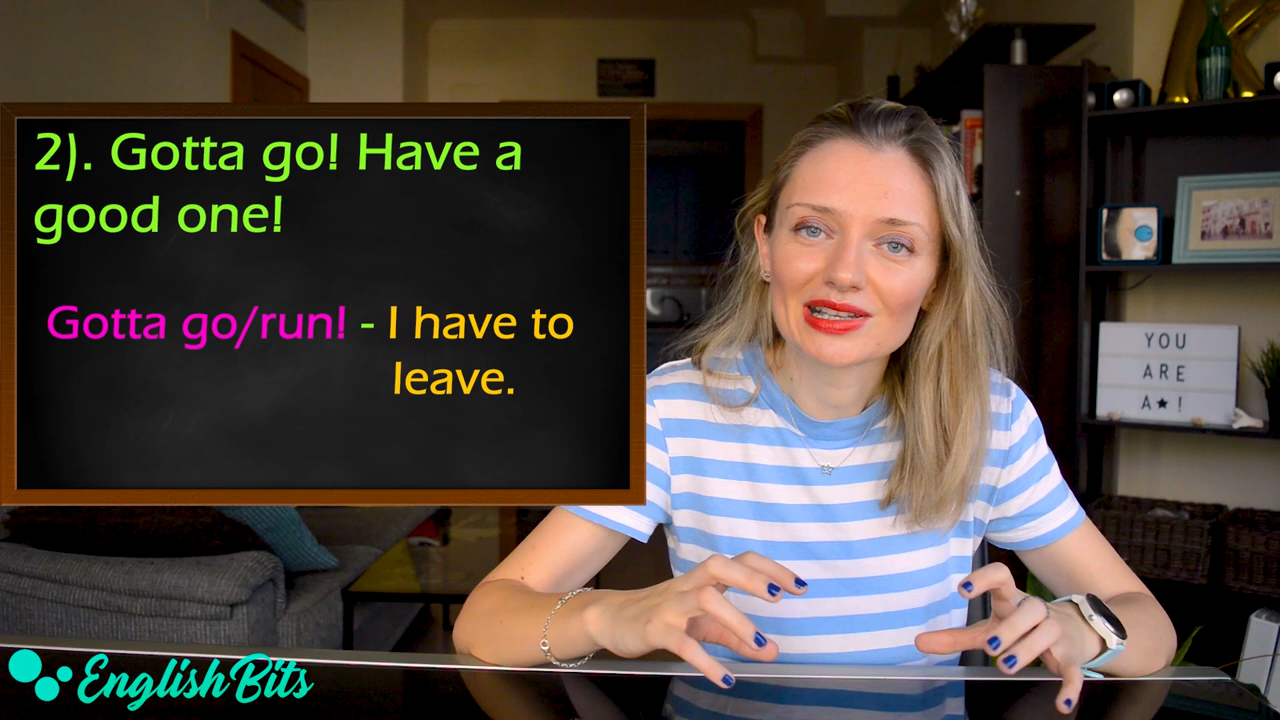 2). Gotta go! Have a
good one!
Gotta go/run! - I have to
leave.
YOU
ARE
A★!
EnglishBits